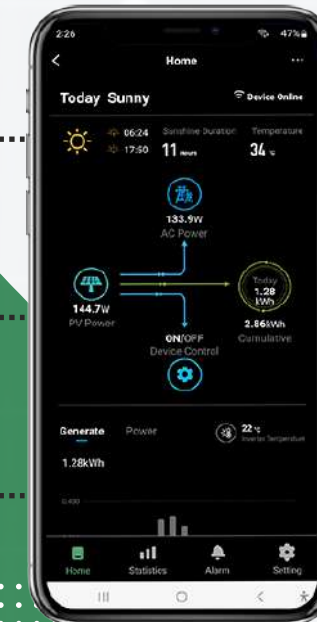 2:26
47%
Home
Today Sunny
Device Online
06:24
17:50
Sunshine Duration
11 Hours
Temperature
34 °C
133.9W
AC Power
144.7W
PV Power
Today
1.28
kWh
2.86kWh
Cumulative
ON/OFF
Device Control
Generate
Power
22 °C
Inverter Temperature
1.28kWh
0.400
Home
Statistics
Alarm
Setting